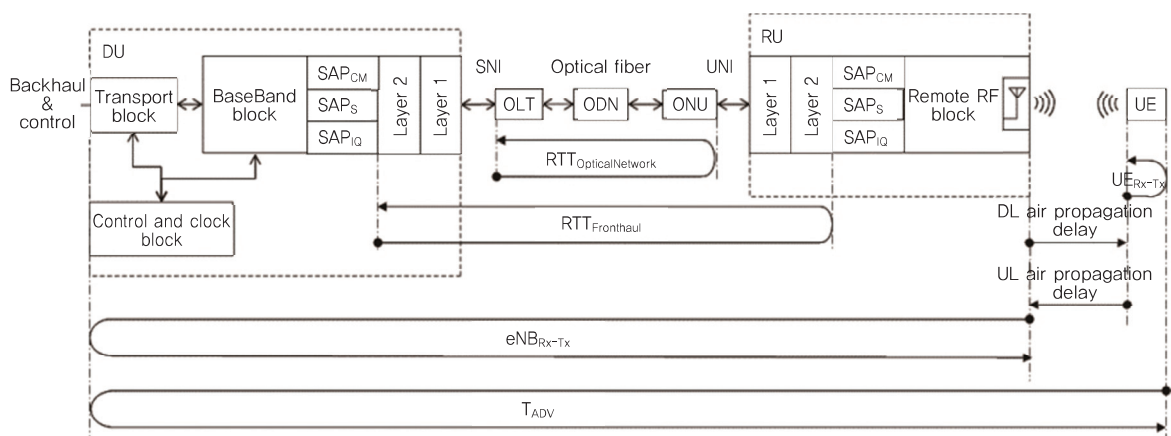 DU
RU
Backhaul
&
control
Transport
block
BaseBand
block
SAPCM
SAPS
SAPIQ
Layer 2
Layer 1
SNI
Optical fiber
UNI
OLT
ODN
ONU
Layer 1
Layer 2
SAPCM
SAPS
SAPIQ
Remote RF
block
UE
RTTOpticalNetwork
UERx-Tx
Control and clock
block
RTTFronthaul
DL air propagation
delay
UL air propagation
delay
eNBRx-Tx
TADV